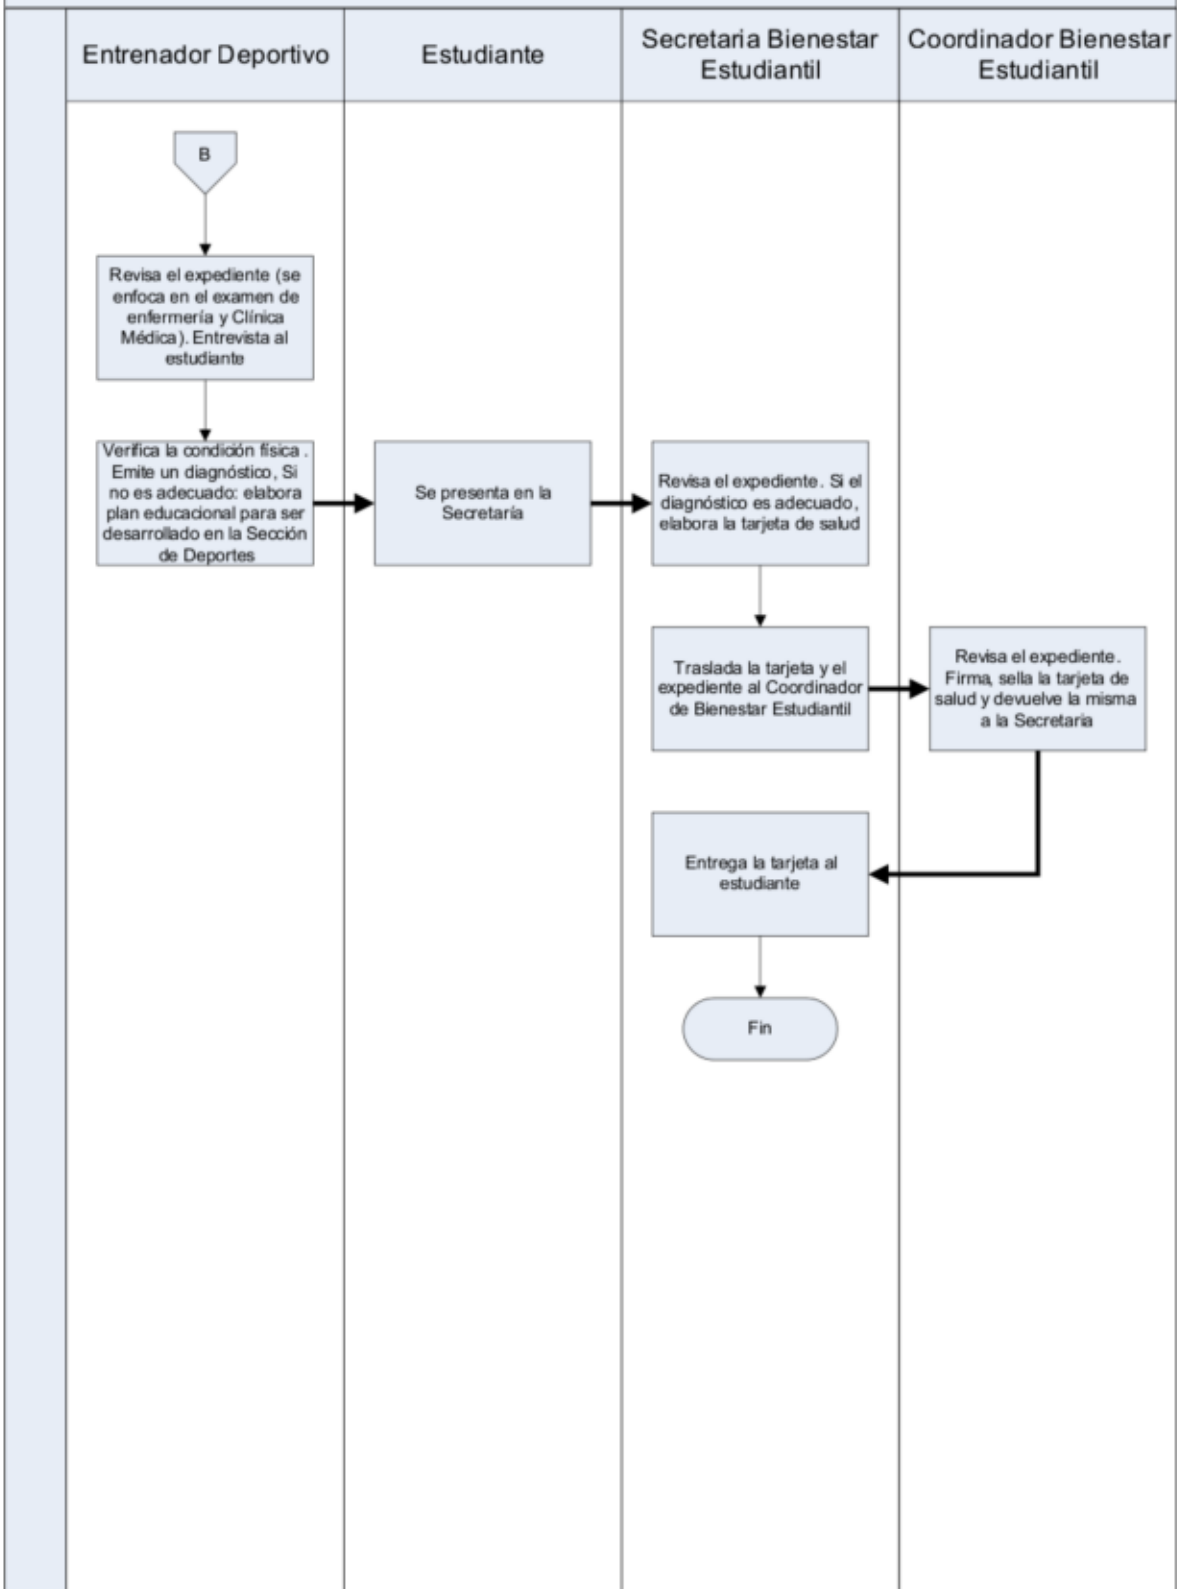 Entrenador Deportivo
Estudiante
Secretaria Bienestar
Estudiantil
Coordinador Bienestar
Estudiantil
B
Revisa el expediente (se
enfoca en el examen de
enfermería y Clínica
Médica). Entrevista al
estudiante
Verifica la condición física .
Emite un diagnóstico, Si
no es adecuado: elabora
plan educacional para ser
desarrollado en la Sección
de Deportes
Se presenta en la
Secretaría
Revisa el expediente. Si el
diagnóstico es adecuado,
elabora la tarjeta de salud
Traslada la tarjeta y el
expediente al Coordinador
de Bienestar Estudiantil
Revisa el expediente.
Firma, sella la tarjeta de
salud y devuelve la misma
a la Secretaria
Entrega la tarjeta al
estudiante
Fin